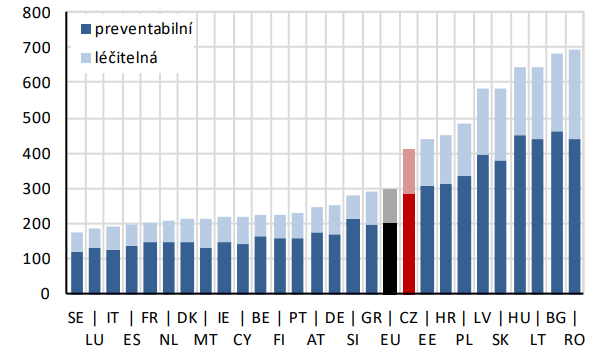 800
700
600
500
400
300
200
100
0
preventabilní
léčitelná
SE | IT | FR | DK | IE | BE | PT | DE | GR | CZ | HR | LV | HU | BG |
LU | ES | NL | MT | CY | FI | AT | SI | EU | EE | PL | SK | LT | RO